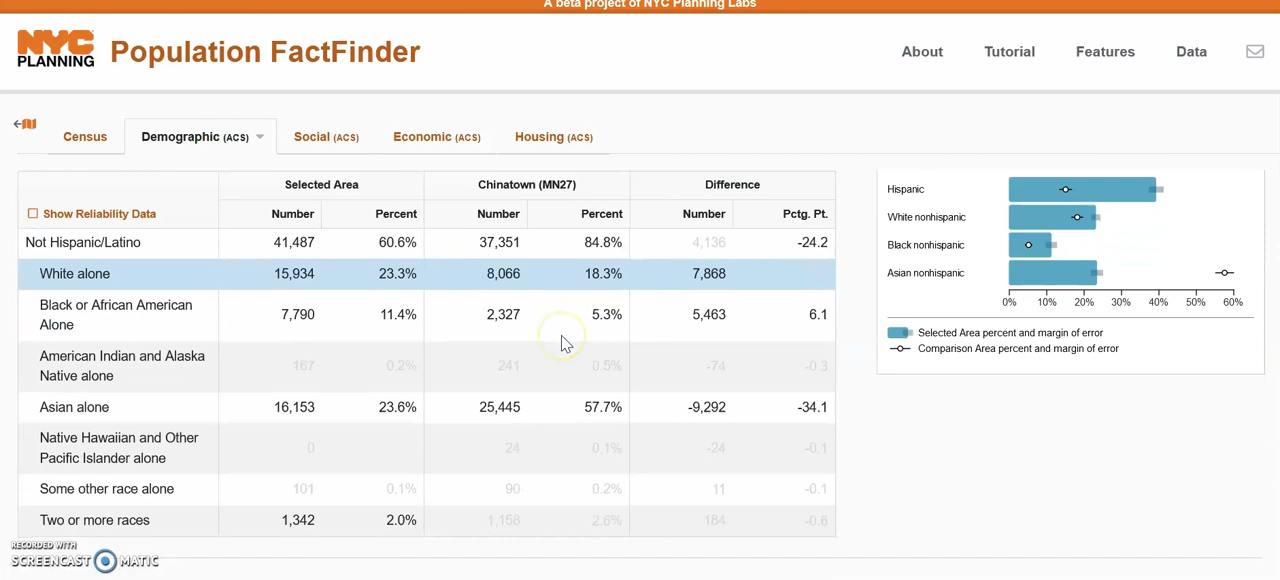 A beta project of NYC Planning Labs
NYC
PLANNING
Population FactFinder
About Tutorial Features Data
Census Demographic (ACS) Social (ACS) Economic (ACS) Housing (ACS)
Selected Area Chinatown (MN27) Difference
Show Reliability Data Number Percent Number Percent Number Pctg. Pt.
Not Hispanic/Latino 41,487 60.6% 37,351 84.8% 4,136 -24.2
White alone 15,934 23.3% 8,066 18.3% 7,868
Black or African American
Alone 7,790 11.4% 2,327 5.3% 5,463 6.1
American Indian and Alaska
Native alone 167 0.2% 241 0.5% -74 -0.3
Asian alone 16,153 23.6% 25,445 57.7% -9,292 -34.1
Native Hawaiian and Other
Pacific Islander alone 0 24 0.1% -24 -0.1
Some other race alone 101 0.1% 90 0.2% 11 -0.1
Two or more races 1,342 2.0% 1,158 2.6% 184 -0.6
Hispanic
White nonhispanic
Black nonhispanic
Asian nonhispanic
0% 10% 20% 30% 40% 50% 60%
Selected Area percent and margin of error
Comparison Area percent and margin of error
RECORDED WITH
SCREENCAST MATIC